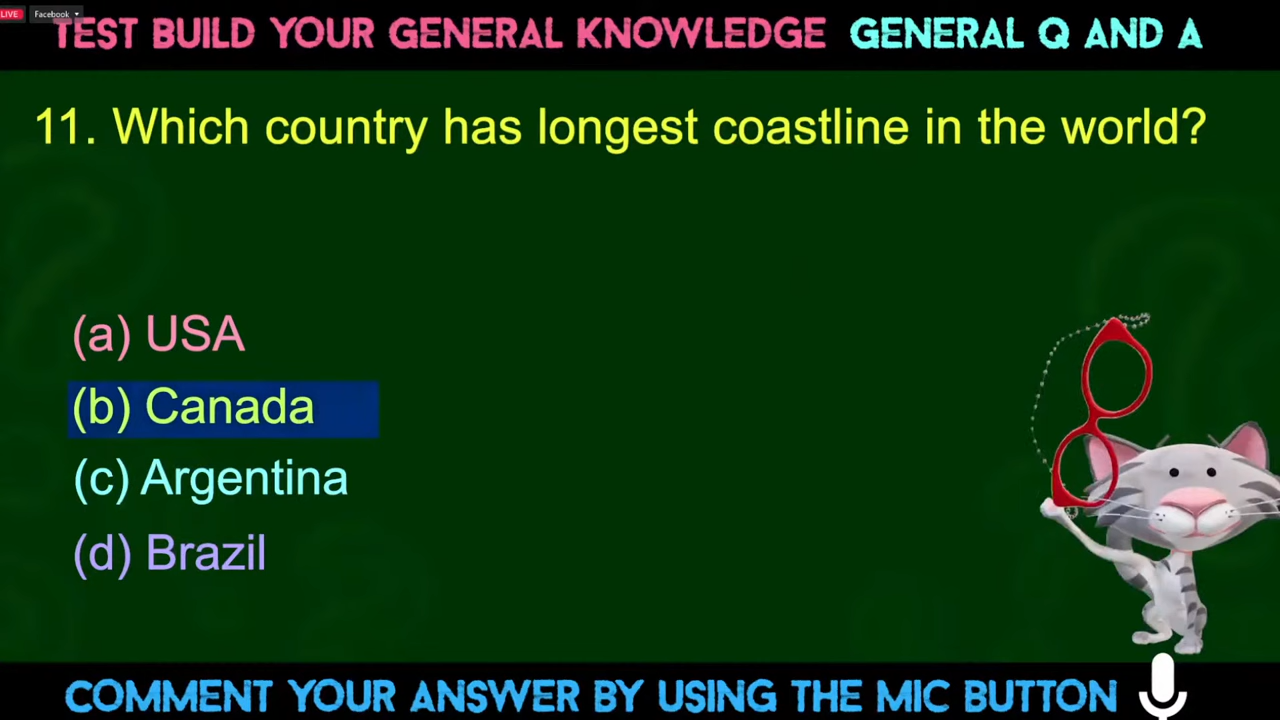 LIVE Facebook
TEST BUILD YOUR GENERAL KNOWLEDGE GENERAL Q AND A
11. Which country has longest coastline in the world?
(a) USA
(b) Canada
(c) Argentina
(d) Brazil
COMMENT YOUR ANSWER BY USING THE MIC BUTTON